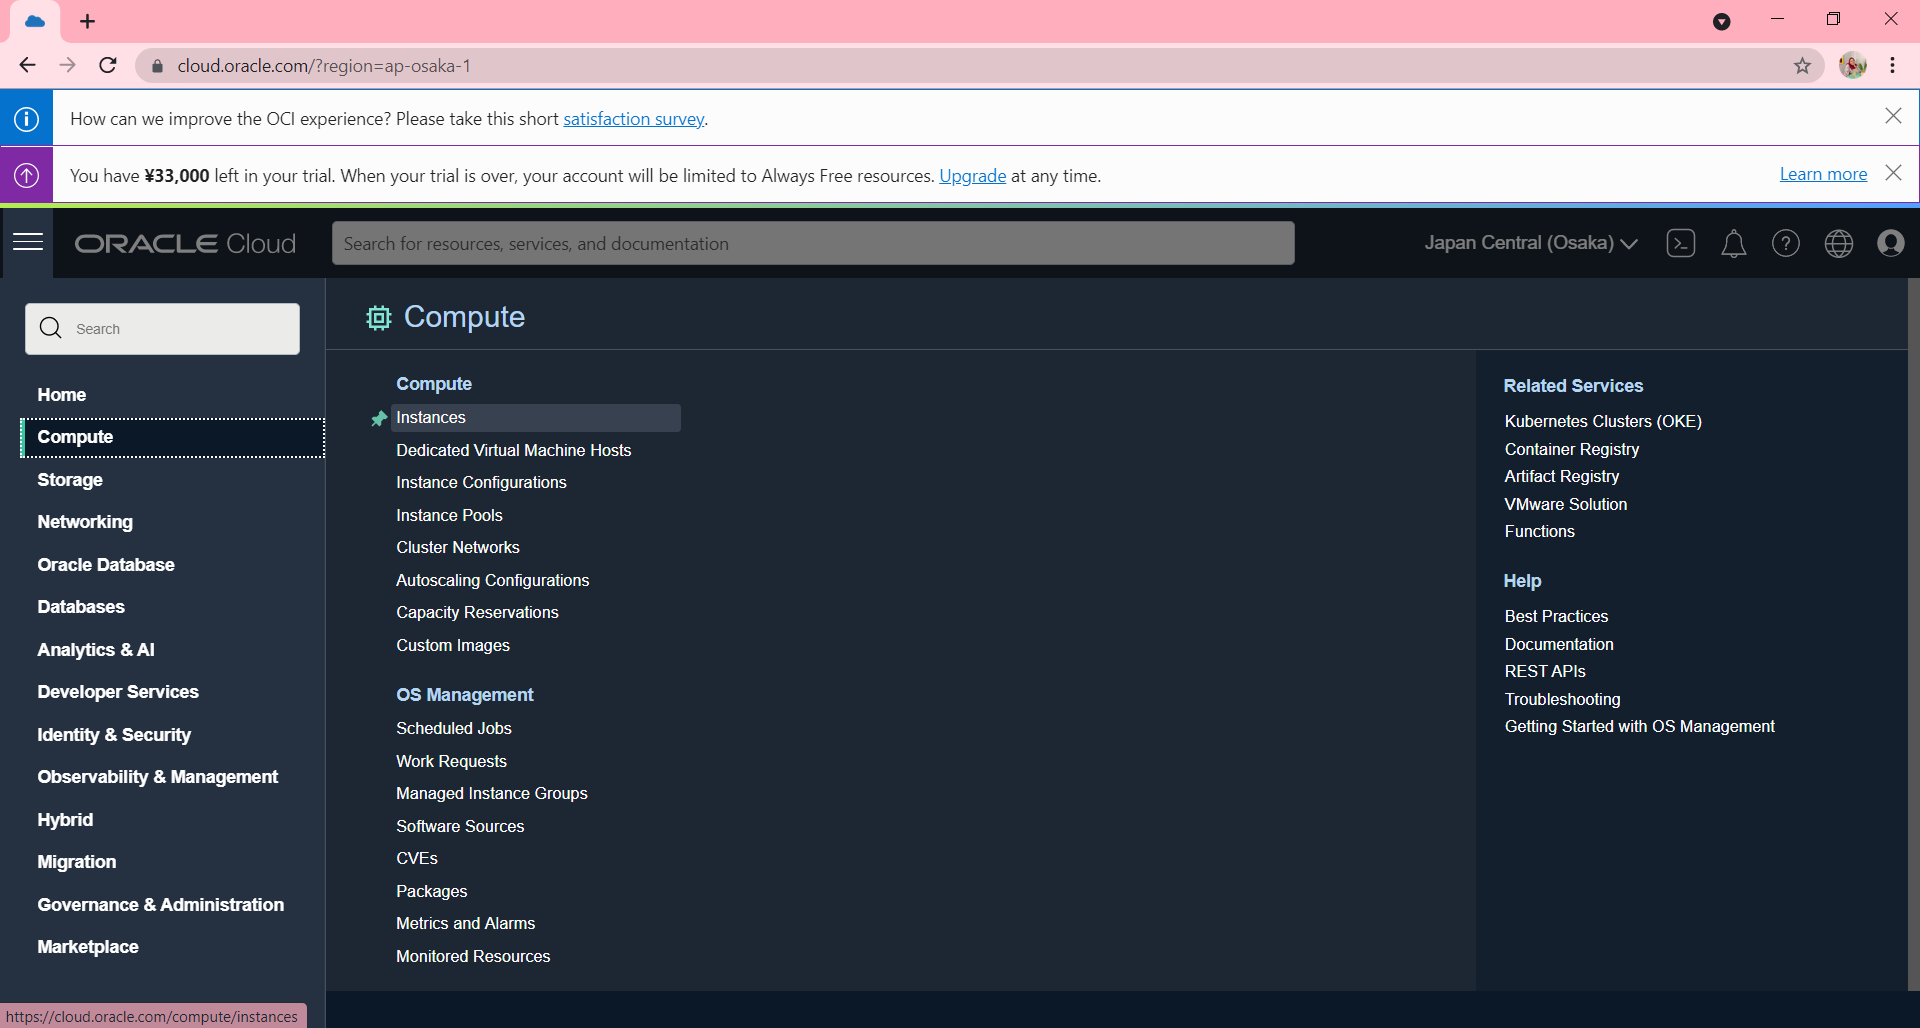 cloud.oracle.com/?region=ap-osaka-1
How can we improve the OCI experience? Please take this short satisfaction survey.
You have ¥33,000 left in your trial. When your trial is over, your account will be limited to Always Free resources. Upgrade at any time.
Learn more
ORACLE Cloud
Search for resources, services, and documentation
Japan Central (Osaka)
Search
Home
Compute
Storage
Networking
Oracle Database
Databases
Analytics & AI
Developer Services
Identity & Security
Observability & Management
Hybrid
Migration
Governance & Administration
Marketplace
Compute
Compute
Instances
Dedicated Virtual Machine Hosts
Instance Configurations
Instance Pools
Cluster Networks
Autoscaling Configurations
Capacity Reservations
Custom Images
OS Management
Scheduled Jobs
Work Requests
Managed Instance Groups
Software Sources
CVEs
Packages
Metrics and Alarms
Monitored Resources
Related Services
Kubernetes Clusters (OKE)
Container Registry
Artifact Registry
VMware Solution
Functions
Help
Best Practices
Documentation
REST APIs
Troubleshooting
Getting Started with OS Management
https://cloud.oracle.com/compute/instances